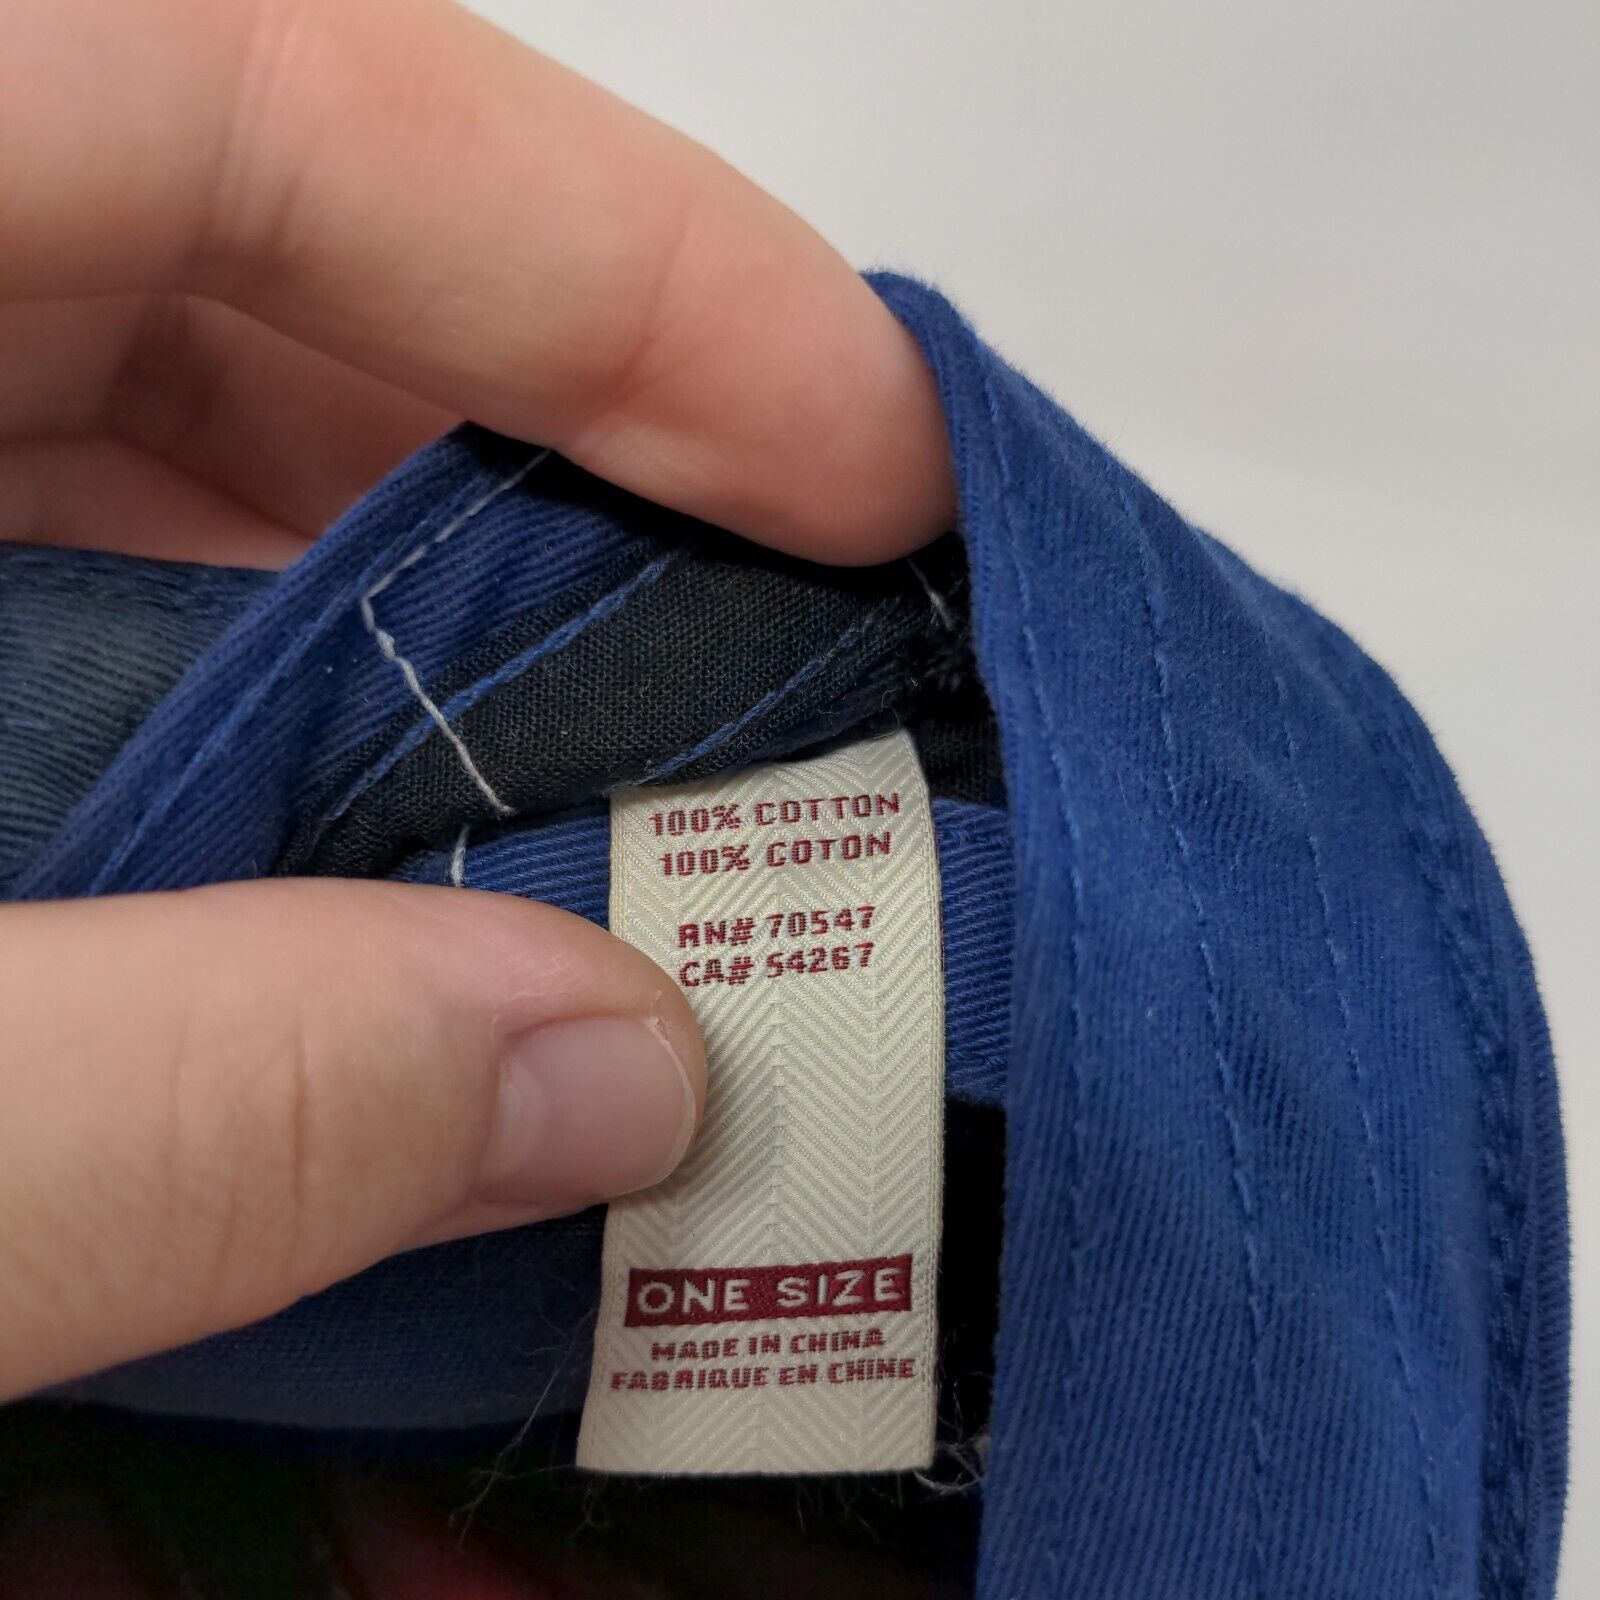 100% COTTON
100% COTON
RN# 70547
CA# 54267
ONE SIZE
MADE IN CHINA
FABRIQUE EN CHINE